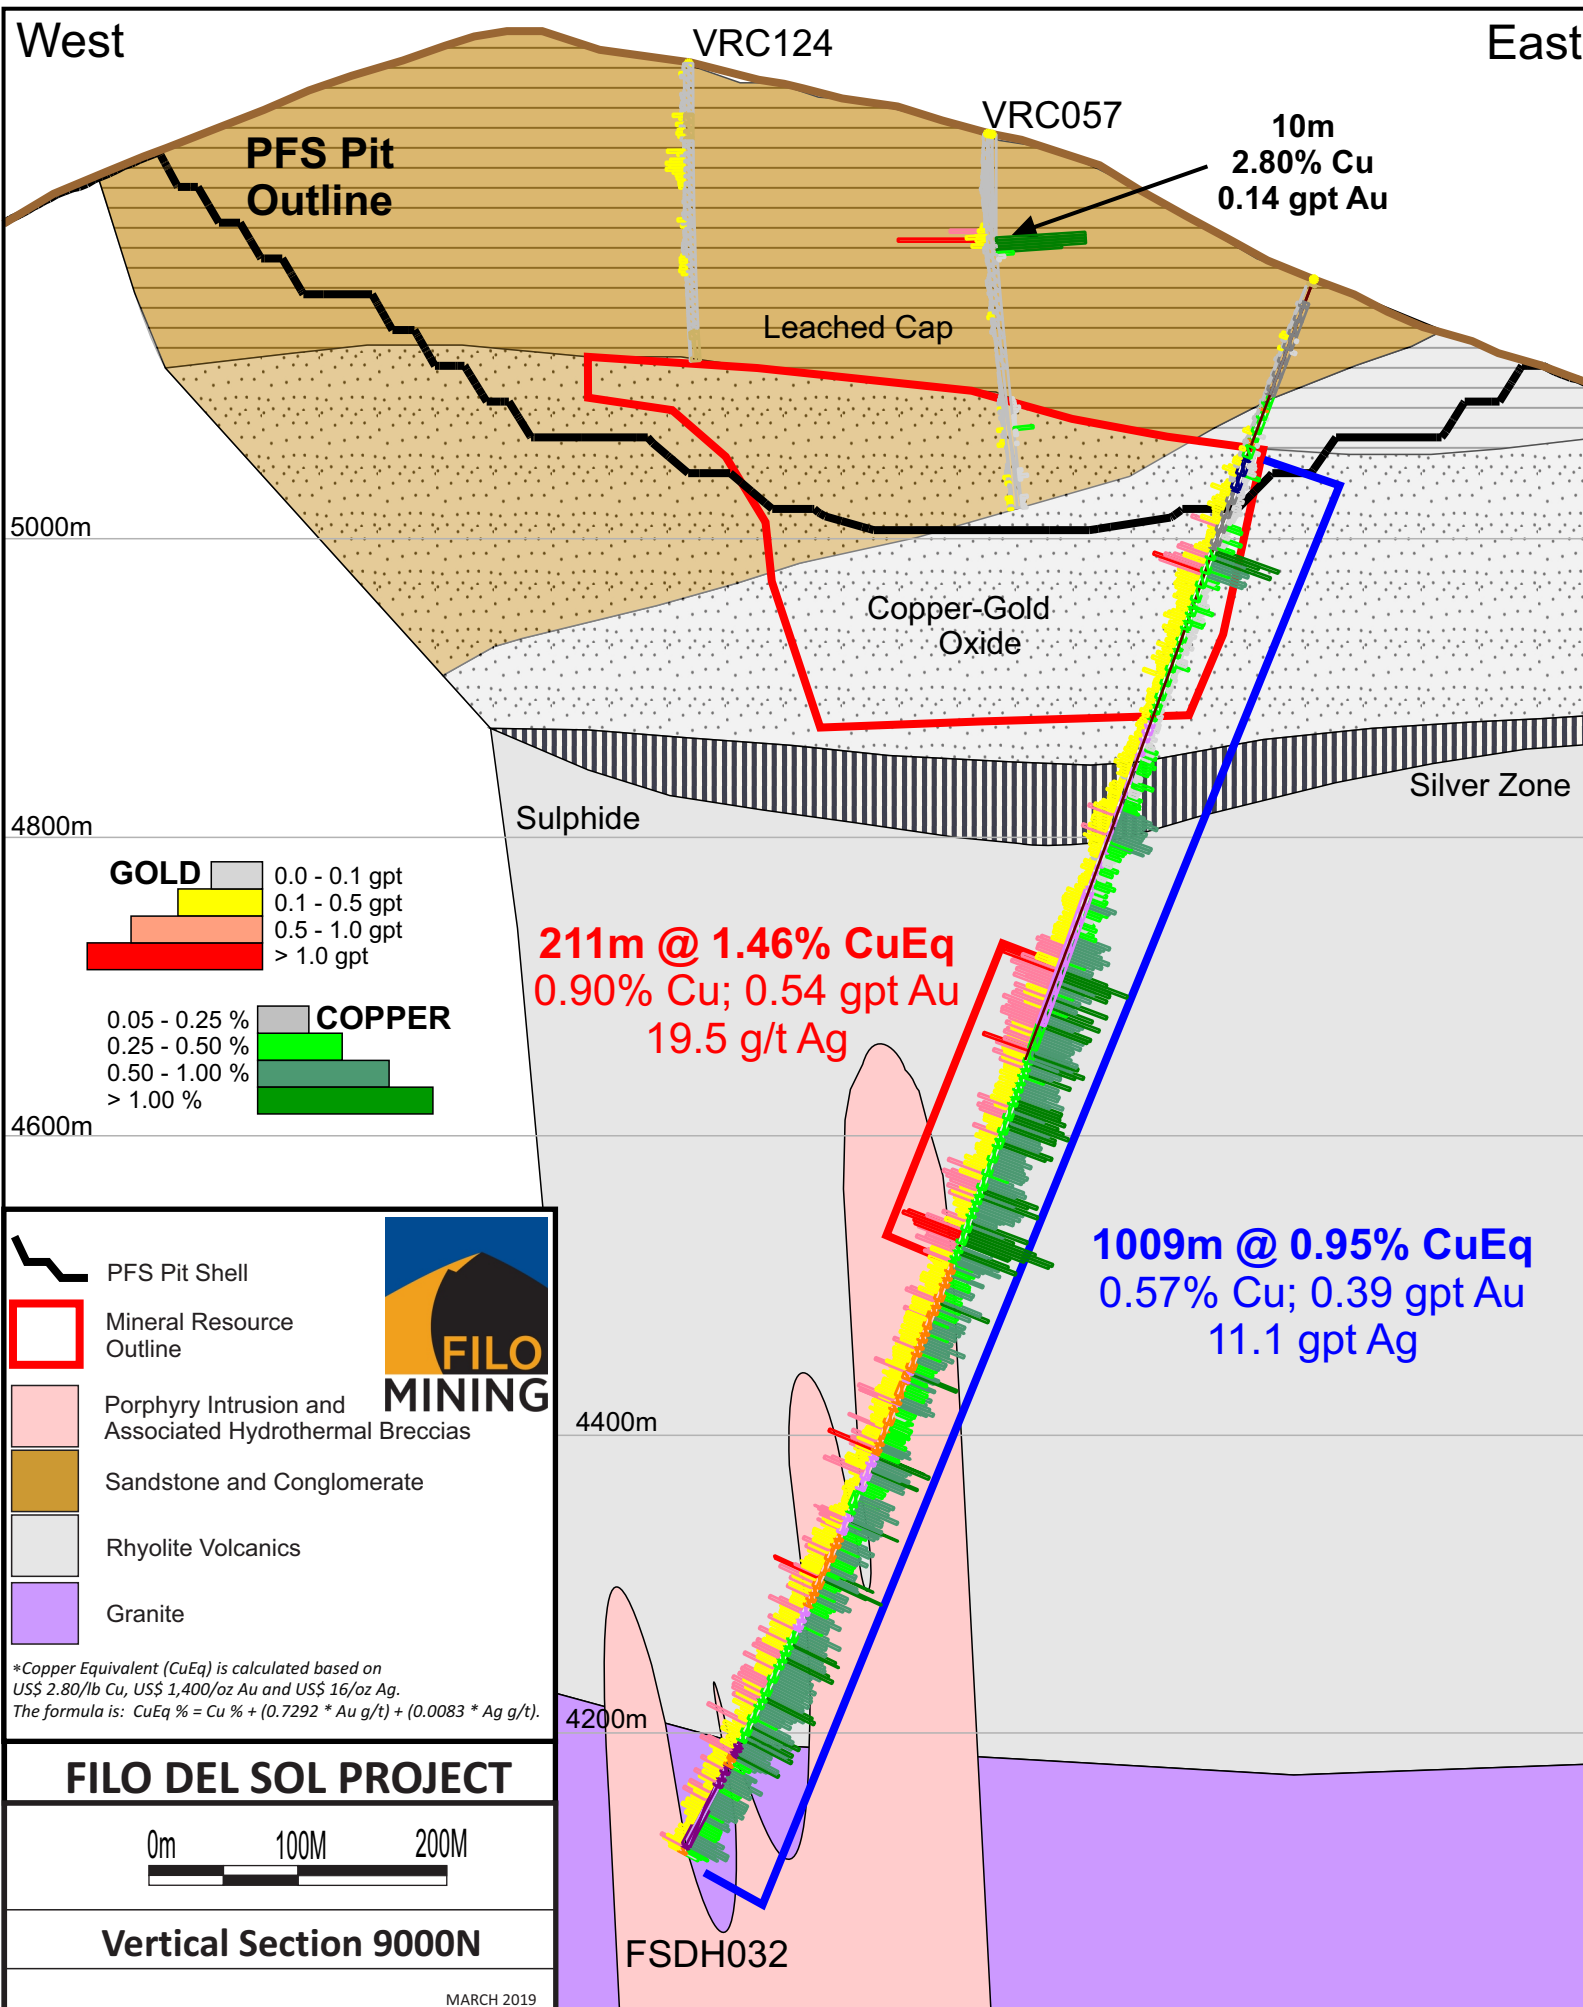 West
East
VRC124
VRC057
10m
2.80% Cu
0.14 gpt Au
PFS Pit
Outline
Leached Cap
5000m
Copper-Gold
Oxide
Silver Zone
Sulphide
4800m
GOLD
0.0 - 0.1 gpt
0.1 - 0.5 gpt
0.5 - 1.0 gpt
> 1.0 gpt
211m @ 1.46% CuEq
0.90% Cu; 0.54 gpt Au
19.5 g/t Ag
COPPER
0.05 - 0.25 %
0.25 - 0.50 %
0.50 - 1.00 %
> 1.00 %
4600m
1009m @ 0.95% CuEq
0.57% Cu; 0.39 gpt Au
11.1 gpt Ag
PFS Pit Shell
Mineral Resource
Outline
FILO
MINING
Porphyry Intrusion and
Associated Hydrothermal Breccias
4400m
Sandstone and Conglomerate
Rhyolite Volcanics
Granite
*Copper Equivalent (CuEq) is calculated based on
US$ 2.80/lb Cu, US$ 1,400/oz Au and US$ 16/oz Ag.
The formula is: CuEq % = Cu % + (0.7292 * Au g/t) + (0.0083 * Ag g/t).
4200m
FILO DEL SOL PROJECT
0m 100M 200M
Vertical Section 9000N
FSDH032
MARCH 2019